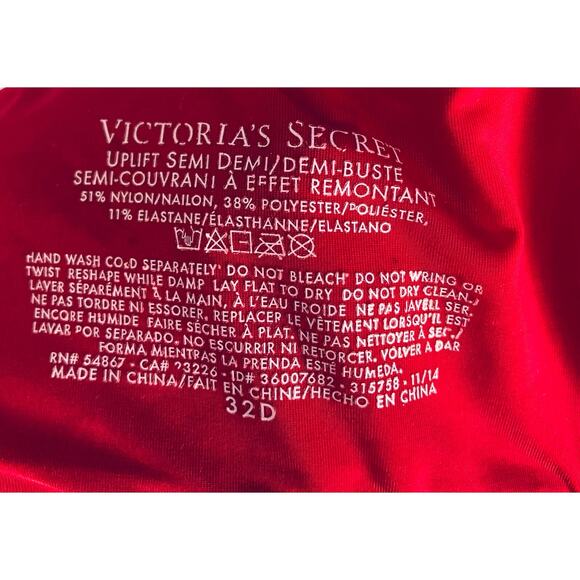 VICTORIA'S SECRET
UPLIFT SEMI DEMI/DEMI-BUSTE
SEMI-COUVRANT À EFFET REMONTANT
51% NYLON/NAILON, 38% POLYESTER/POLIÉSTER,
11% ELASTANE/ÉLASTHANNE/ELASTANO
HAND WASH COLD SEPARATELY DO NOT BLEACH DO NOT WRING OR
TWIST RESHAPE WHILE DAMP LAY FLAT TO DRY DO NOT DRY CLEAN./
LAVER SÉPARÉMENT À LA MAIN, À L'EAU FROIDE NE PAS JAVELLISER.
NE PAS TORDRE NI ESSORER. REPLACER LE VÊTEMENT LORSQU'IL EST
ENCORE HUMIDE FAIRE SÉCHER À PLAT. NE PAS NETTOYER À SEC./
LAVAR POR SEPARADO. NO ESCURRIR NI RETORCER. VOLVER A DAR
FORMA MIENTRAS LA PRENDA ESTÉ HUMEDA.
RN# 54867 - CA# 23226 - ID# 36007682 - 315758 - 11/14
MADE IN CHINA/FAIT EN CHINE/HECHO EN CHINA
32D